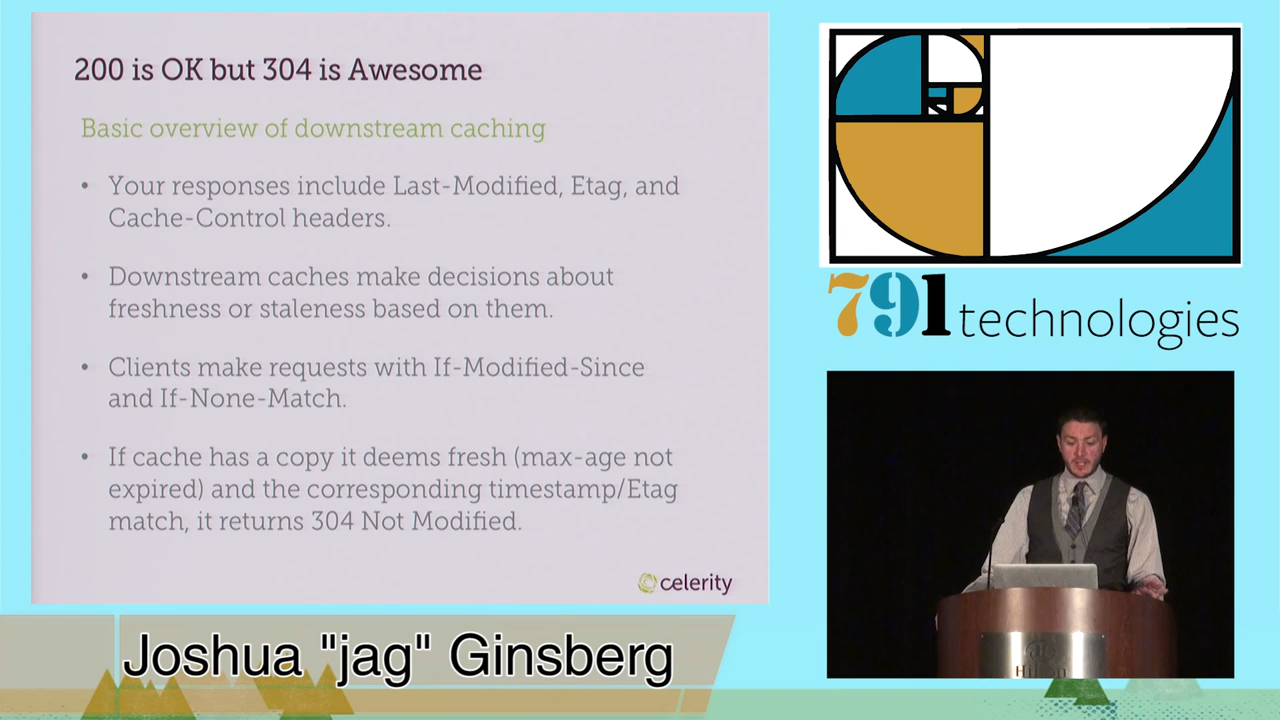 200 is OK but 304 is Awesome
Basic overview of downstream caching
• Your responses include Last-Modified, Etag, and
Cache-Control headers.
• Downstream caches make decisions about
freshness or staleness based on them.
• Clients make requests with If-Modified-Since
and If-None-Match.
• If cache has a copy it deems fresh (max-age not
expired) and the corresponding timestamp/Etag
match, it returns 304 Not Modified.
celerity
791 technologies
Hilton
Joshua "jag" Ginsberg